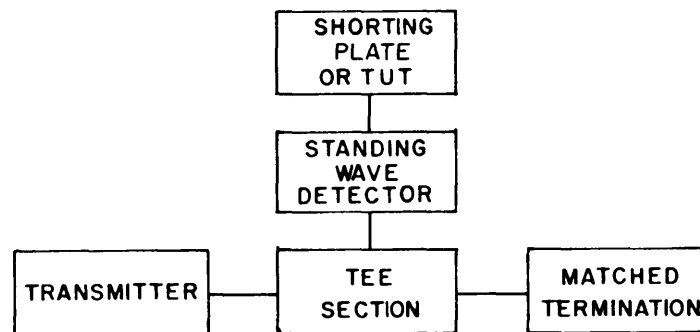 SHORTING
PLATE
OR TUT
STANDING
WAVE
DETECTOR
TRANSMITTER
TEE
SECTION
MATCHED
TERMINATION